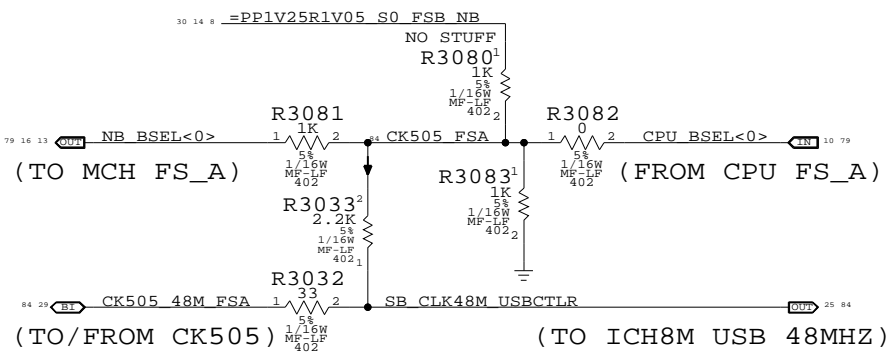 30 14 8 =PP1V25R1V05_S0_FSB_NB
NO STUFF
R3080 1
1K
5%
1/16W
MF-LF
402 2
R3081
1K
1 2
5%
1/16W
MF-LF
402
79 16 13 OUT NB_BSEL<0>
(TO MCH FS_A)
84 CK505_FSA
R3082
0
1 2
5%
1/16W
MF-LF
402
CPU_BSEL<0> IN 10 79
(FROM CPU FS_A)
R3083 1
1K
5%
1/16W
MF-LF
402 2
R3033 2
2.2K
5%
1/16W
MF-LF
402 1
R3032
33
1 2
5%
1/16W
MF-LF
402
84 29 BI CK505_48M_FSA
(TO/FROM CK505)
SB_CLK48M_USBCTLR OUT 25 84
(TO ICH8M USB 48MHZ)